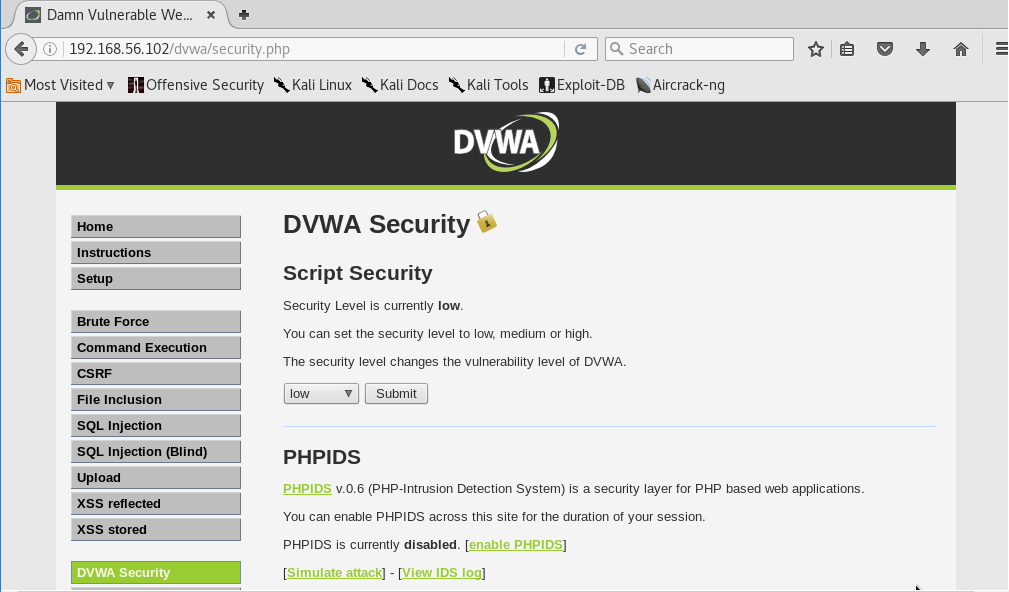 Damn Vulnerable We...
192.168.56.102/dvwa/security.php
Search
Most Visited
Offensive Security
Kali Linux
Kali Docs
Kali Tools
Exploit-DB
Aircrack-ng
DVWA
Home
Instructions
Setup
Brute Force
Command Execution
CSRF
File Inclusion
SQL Injection
SQL Injection (Blind)
Upload
XSS reflected
XSS stored
DVWA Security
DVWA Security
Script Security
Security Level is currently low.
You can set the security level to low, medium or high.
The security level changes the vulnerability level of DVWA.
low
Submit
PHPIDS
PHPIDS v.0.6 (PHP-Intrusion Detection System) is a security layer for PHP based web applications.
You can enable PHPIDS across this site for the duration of your session.
PHPIDS is currently disabled. [enable PHPIDS]
[Simulate attack] - [View IDS log]